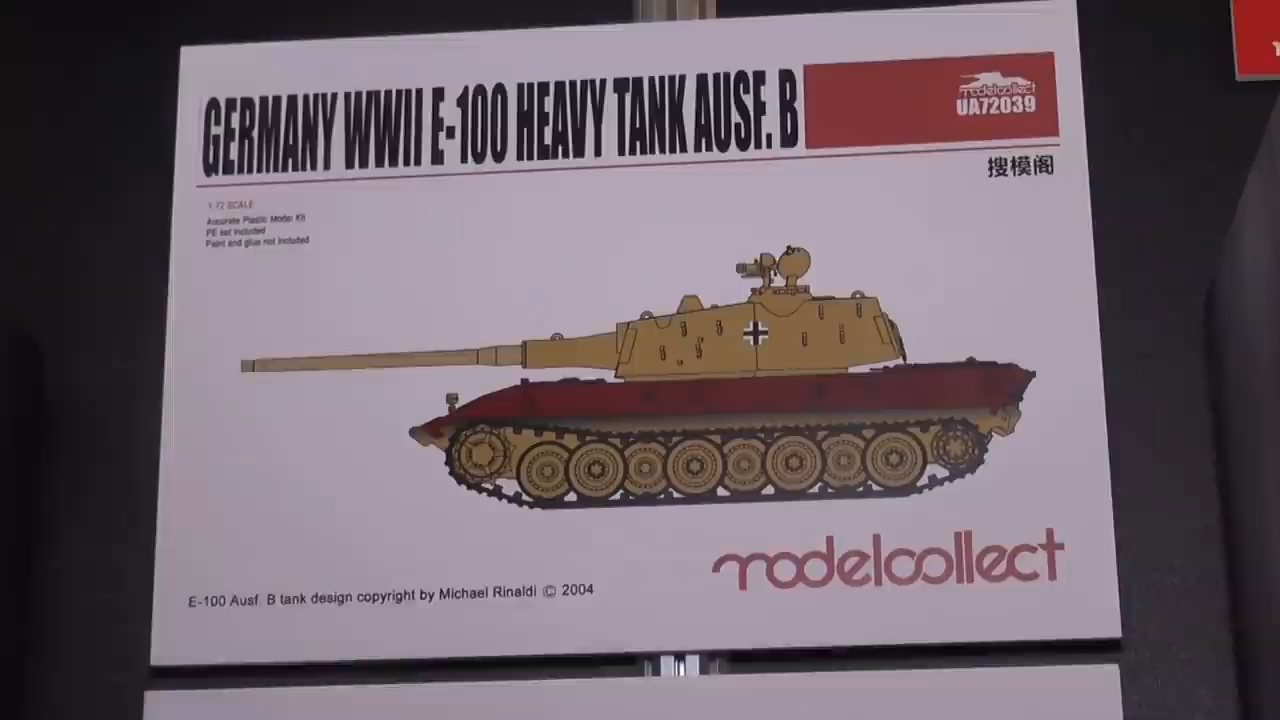 GERMANY WWII E-100 HEAVY TANK AUSF. B
modelcollect
UA72039
搜模阁
1:72 SCALE
Accurate Plastic Model Kit
PE set included
Paint and glue not included
modelcollect
E-100 Ausf. B tank design copyright by Michael Rinaldi © 2004